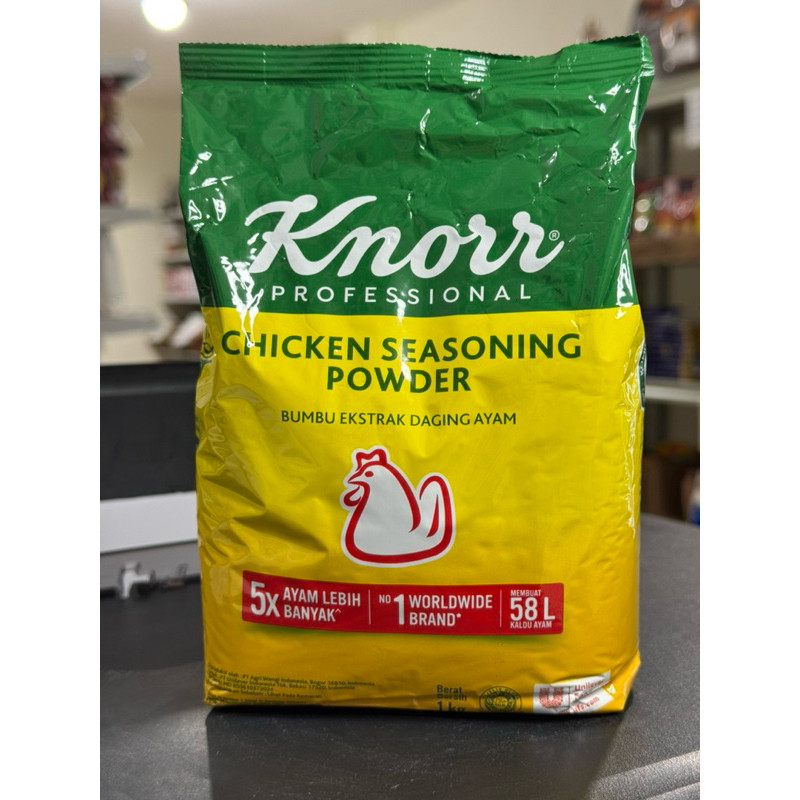 Knorr®
PROFESSIONAL
CHICKEN SEASONING
POWDER
BUMBU EKSTRAK DAGING AYAM
5x AYAM LEBIH
BANYAK^
NO 1 WORLDWIDE
BRAND*
MEMBUAT
58 L
KALDU AYAM
Berat
Bersih
1 kg